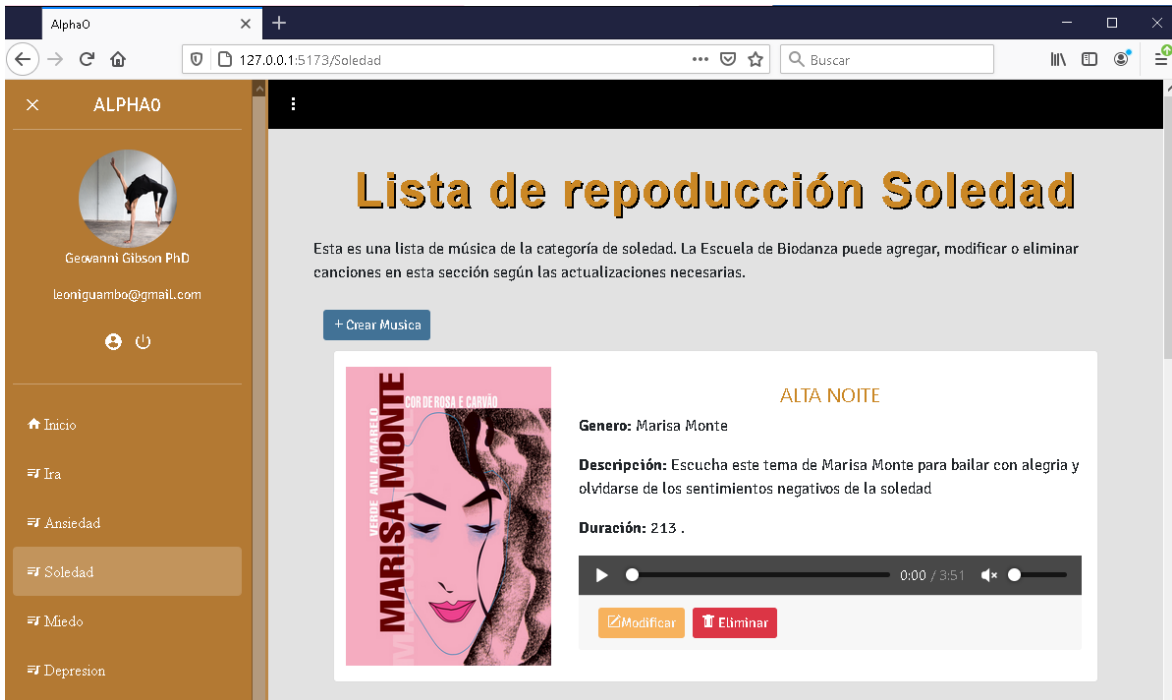 AlphaO
127.0.0.1:5173/Soledad
Buscar
ALPHA0
Geovanni Gibson PhD
leoniguambo@gmail.com
Inicio
Ira
Ansiedad
Soledad
Miedo
Depresion
Lista de repoducción Soledad
Esta es una lista de música de la categoría de soledad. La Escuela de Biodanza puede agregar, modificar o eliminar
canciones en esta sección según las actualizaciones necesarias.
+ Crear Musica
COR DE ROSA E CARVÃO
VERDE ANIL AMARELO
MARISA MONTE
ALTA NOITE
Genero: Marisa Monte
Descripción: Escucha este tema de Marisa Monte para bailar con alegria y
olvidarse de los sentimientos negativos de la soledad
Duración: 213 .
0:00 / 3:51
Modificar
Eliminar